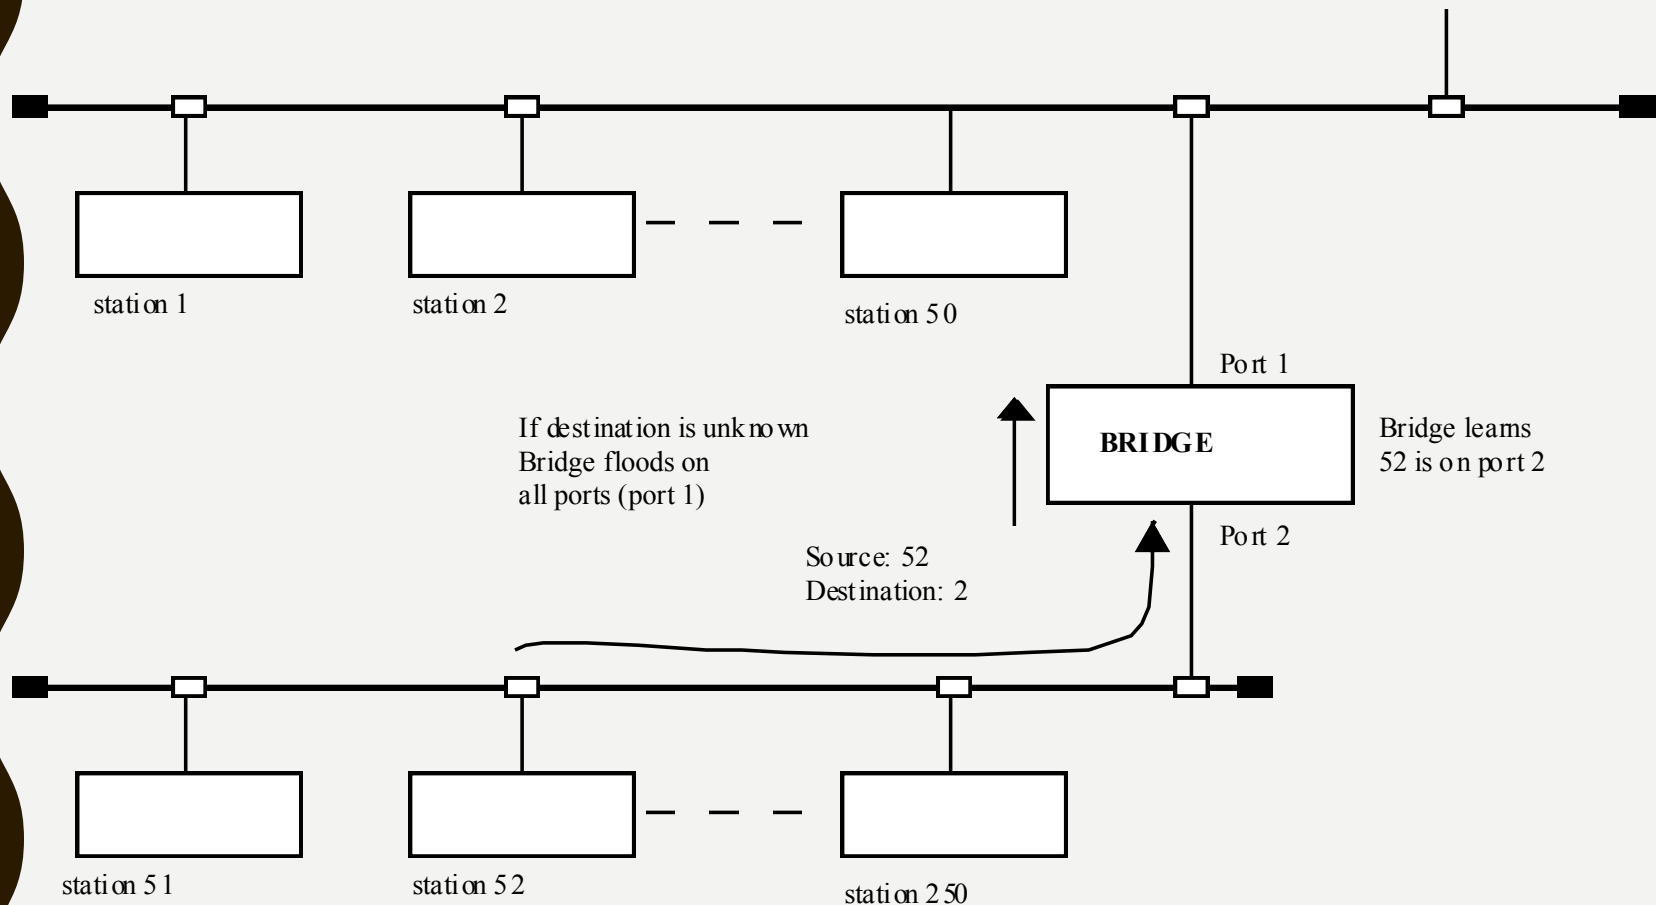 station 1
station 2
station 50
Port 1
If destination is unknown
Bridge floods on
all ports (port 1)
BRIDGE
Bridge learns
52 is on port 2
Port 2
Source: 52
Destination: 2
station 51
station 52
station 250